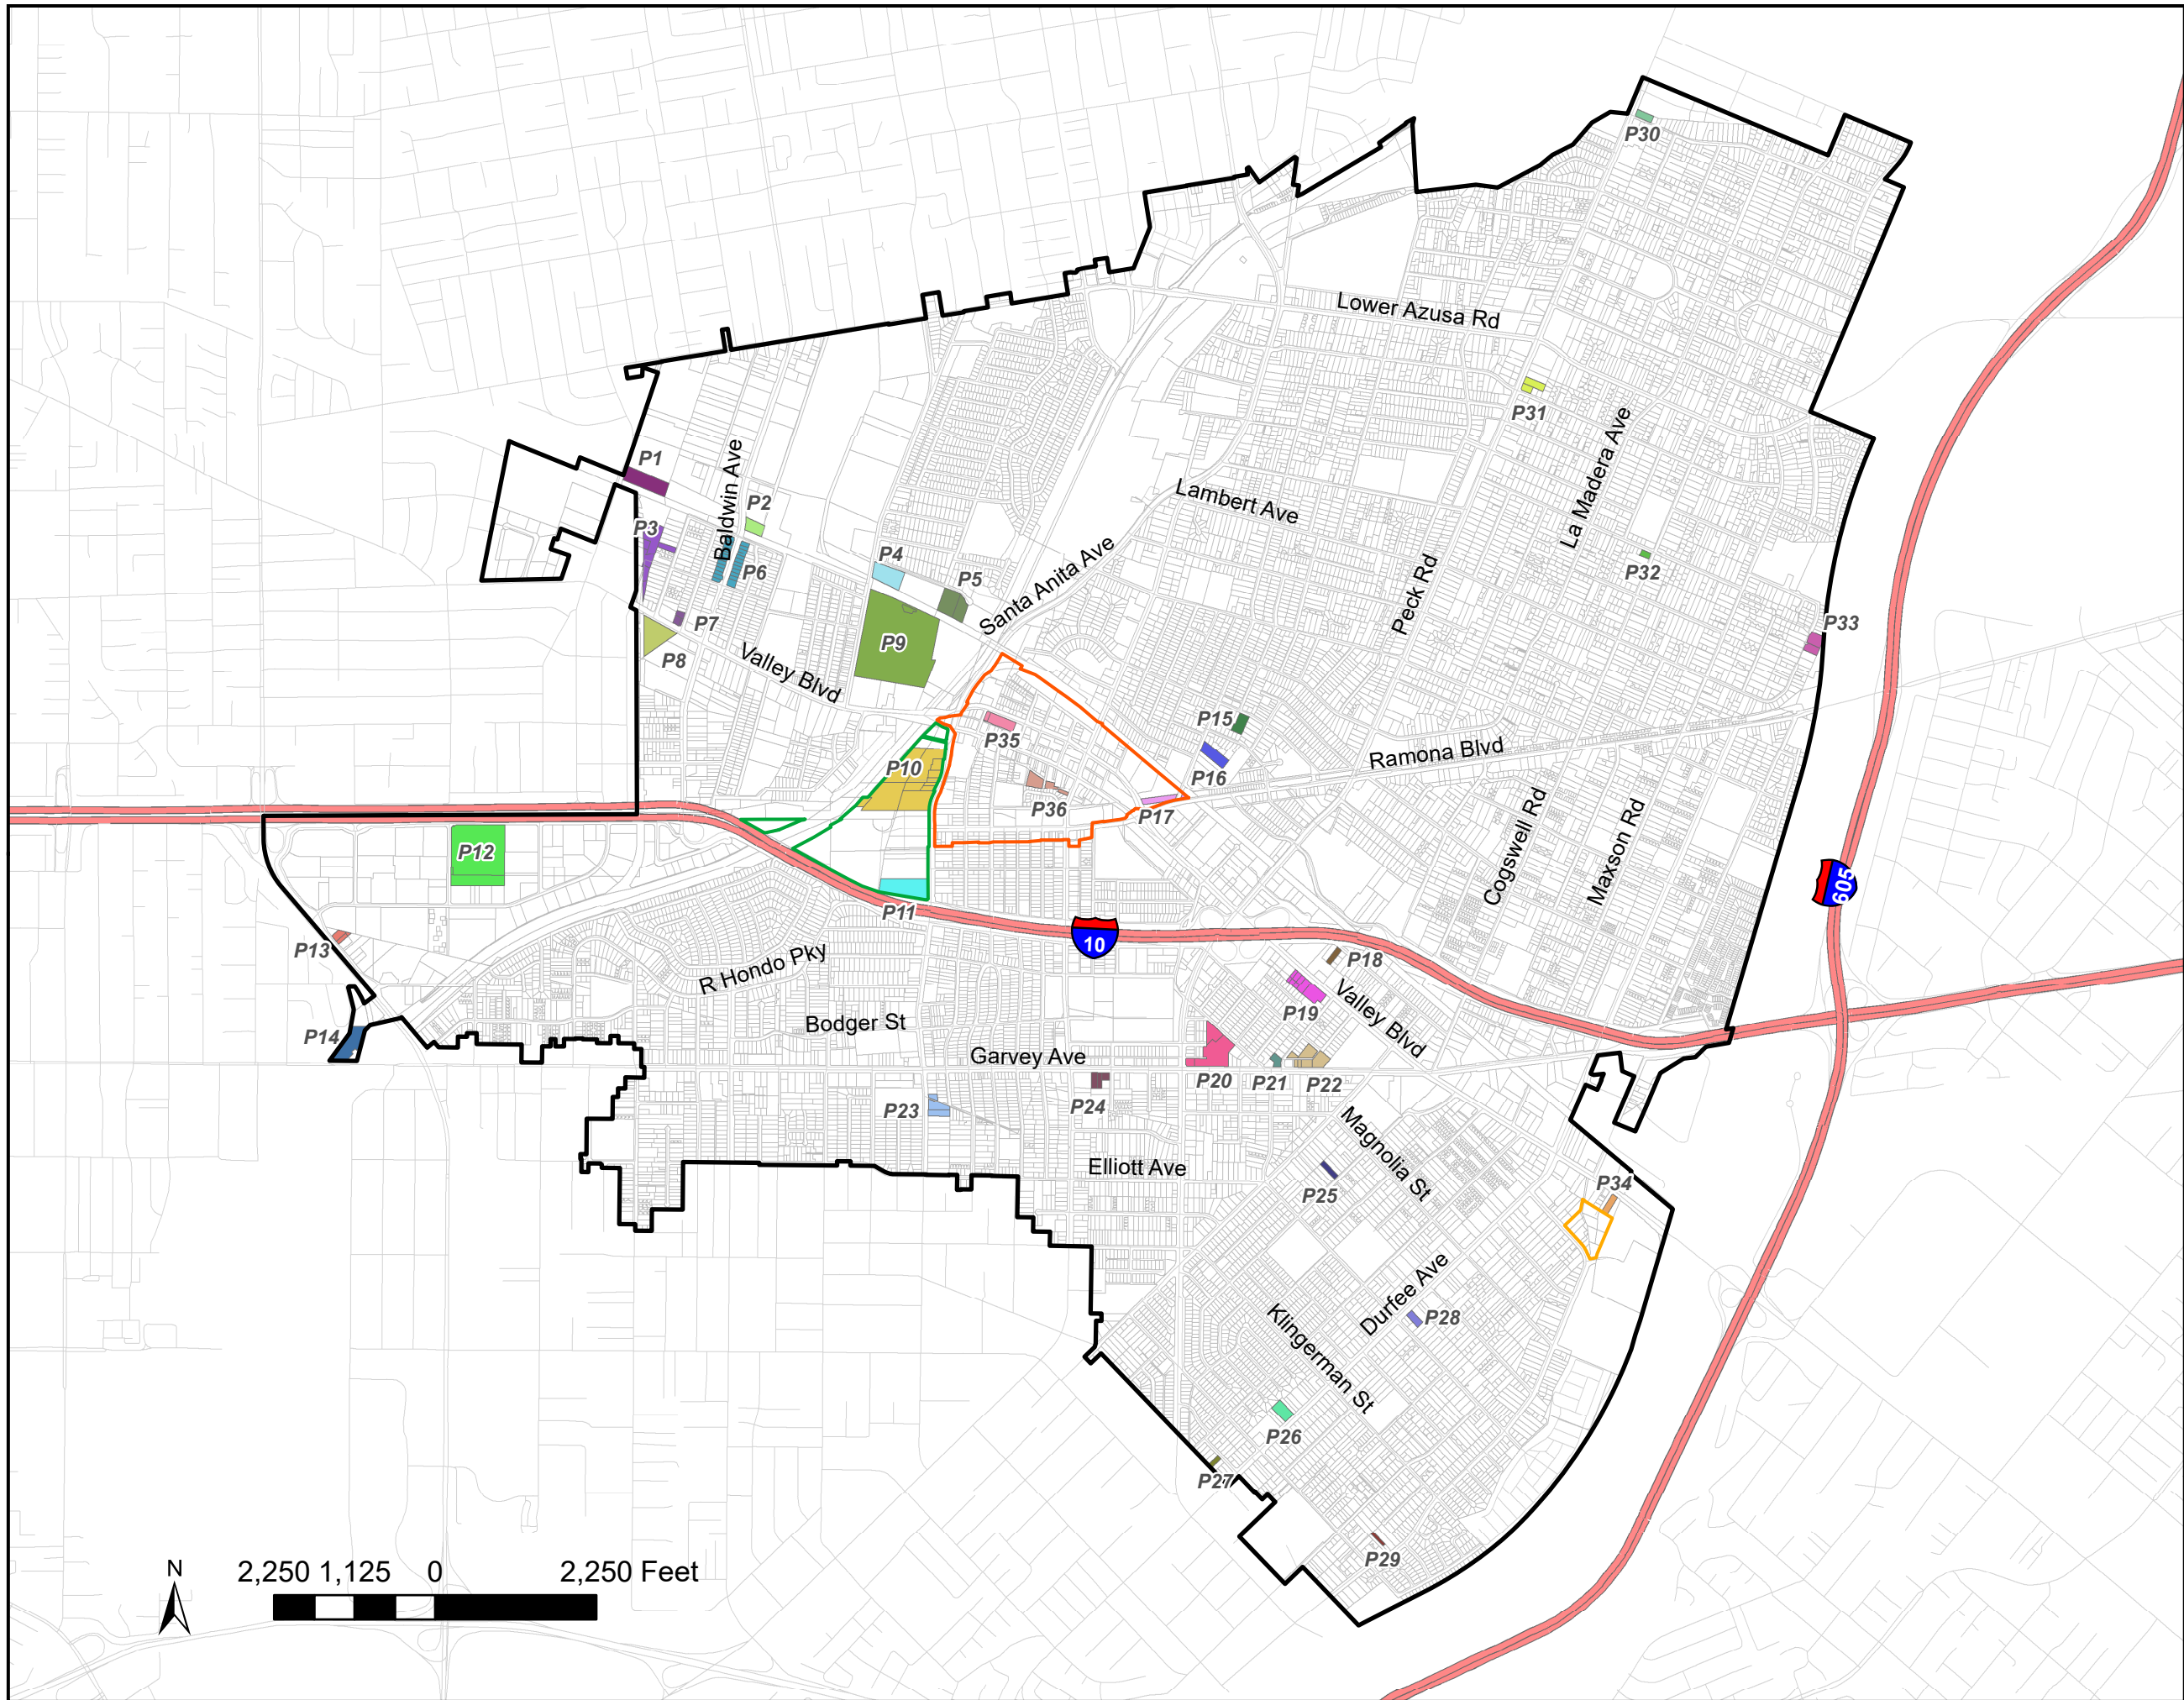 P30
Lower Azusa Rd
P31
La Madera Ave
P1
Baldwin Ave
P2
Lambert Ave
P3
P4
P6
P5
Santa Anita Ave
Peck Rd
P32
P7
P9
P33
P8
Valley Blvd
P15
P35
Ramona Blvd
P10
P16
P36
P17
Cogswell Rd
Maxson Rd
P12
605
P11
10
P13
R Hondo Pky
P18
P19
Valley Blvd
Bodger St
P14
Garvey Ave
P20
P21
P22
P24
P23
Magnolia St
Elliott Ave
P25
P34
Durfee Ave
P28
Klingerman St
P26
P27
P29
N
2,250 1,125 0 2,250 Feet